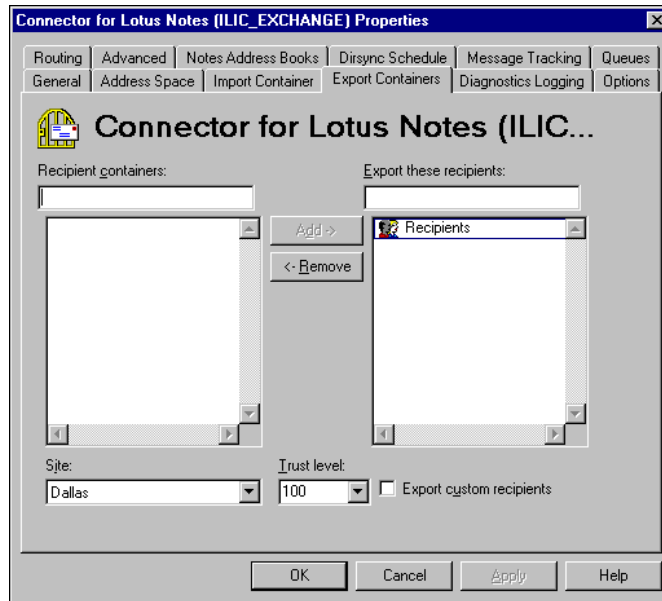 Connector for Lotus Notes (ILIC_EXCHANGE) Properties
Routing Advanced Notes Address Books Dirsync Schedule Message Tracking Queues
General Address Space Import Container Export Containers Diagnostics Logging Options
Connector for Lotus Notes (ILIC...
Recipient containers: Export these recipients:
Add -> Recipients
<- Remove
Site: Trust level:
Dallas 100 Export custom recipients
OK Cancel Apply Help